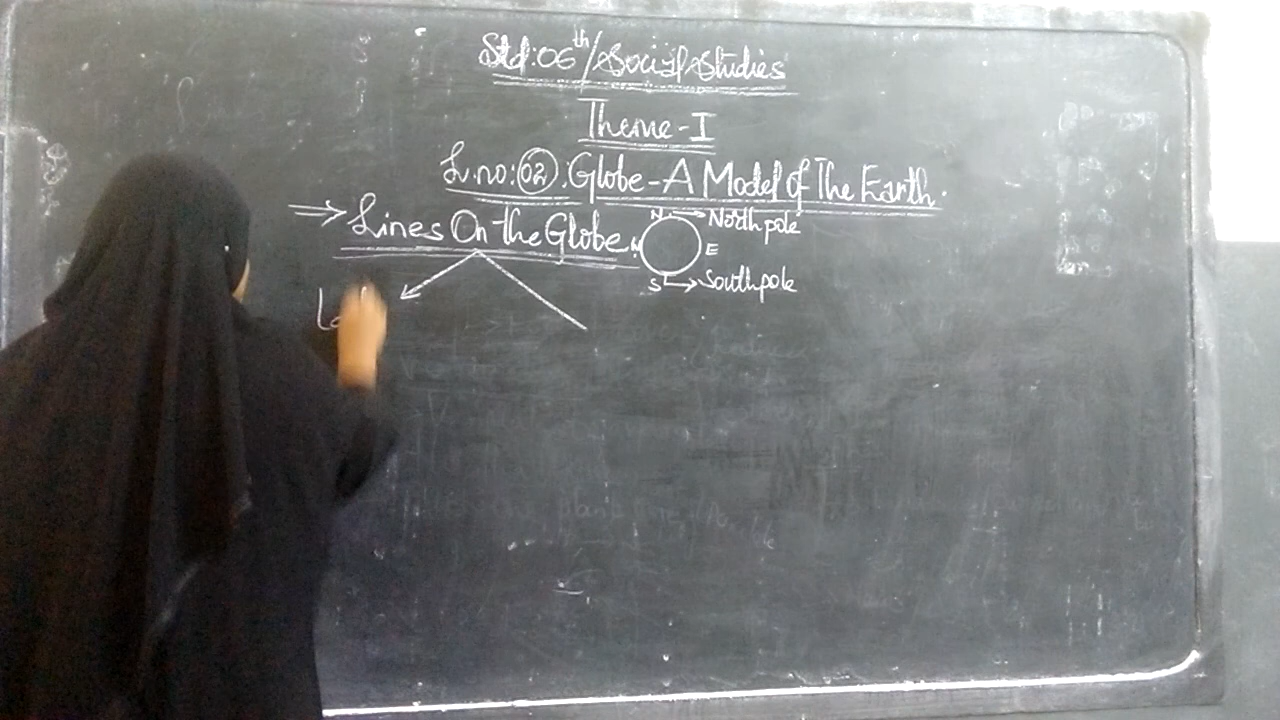 Std:06th/Social Studies
Theme-I
L.no:02:Globe-A Model Of The Earth.
⇒Lines On the Globe
N → North pole
E
S → South pole
La